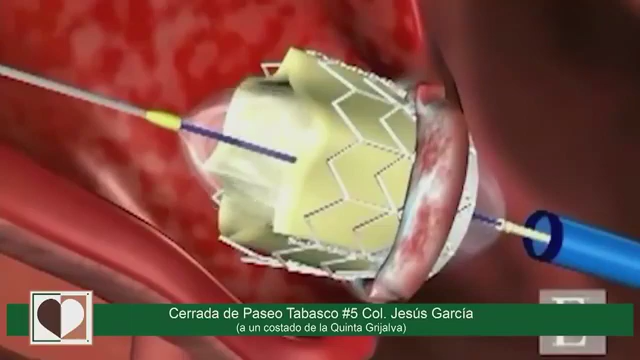 Cerrada de Paseo Tabasco #5 Col. Jesús García
(a un costado de la Quinta Grijalva)
E